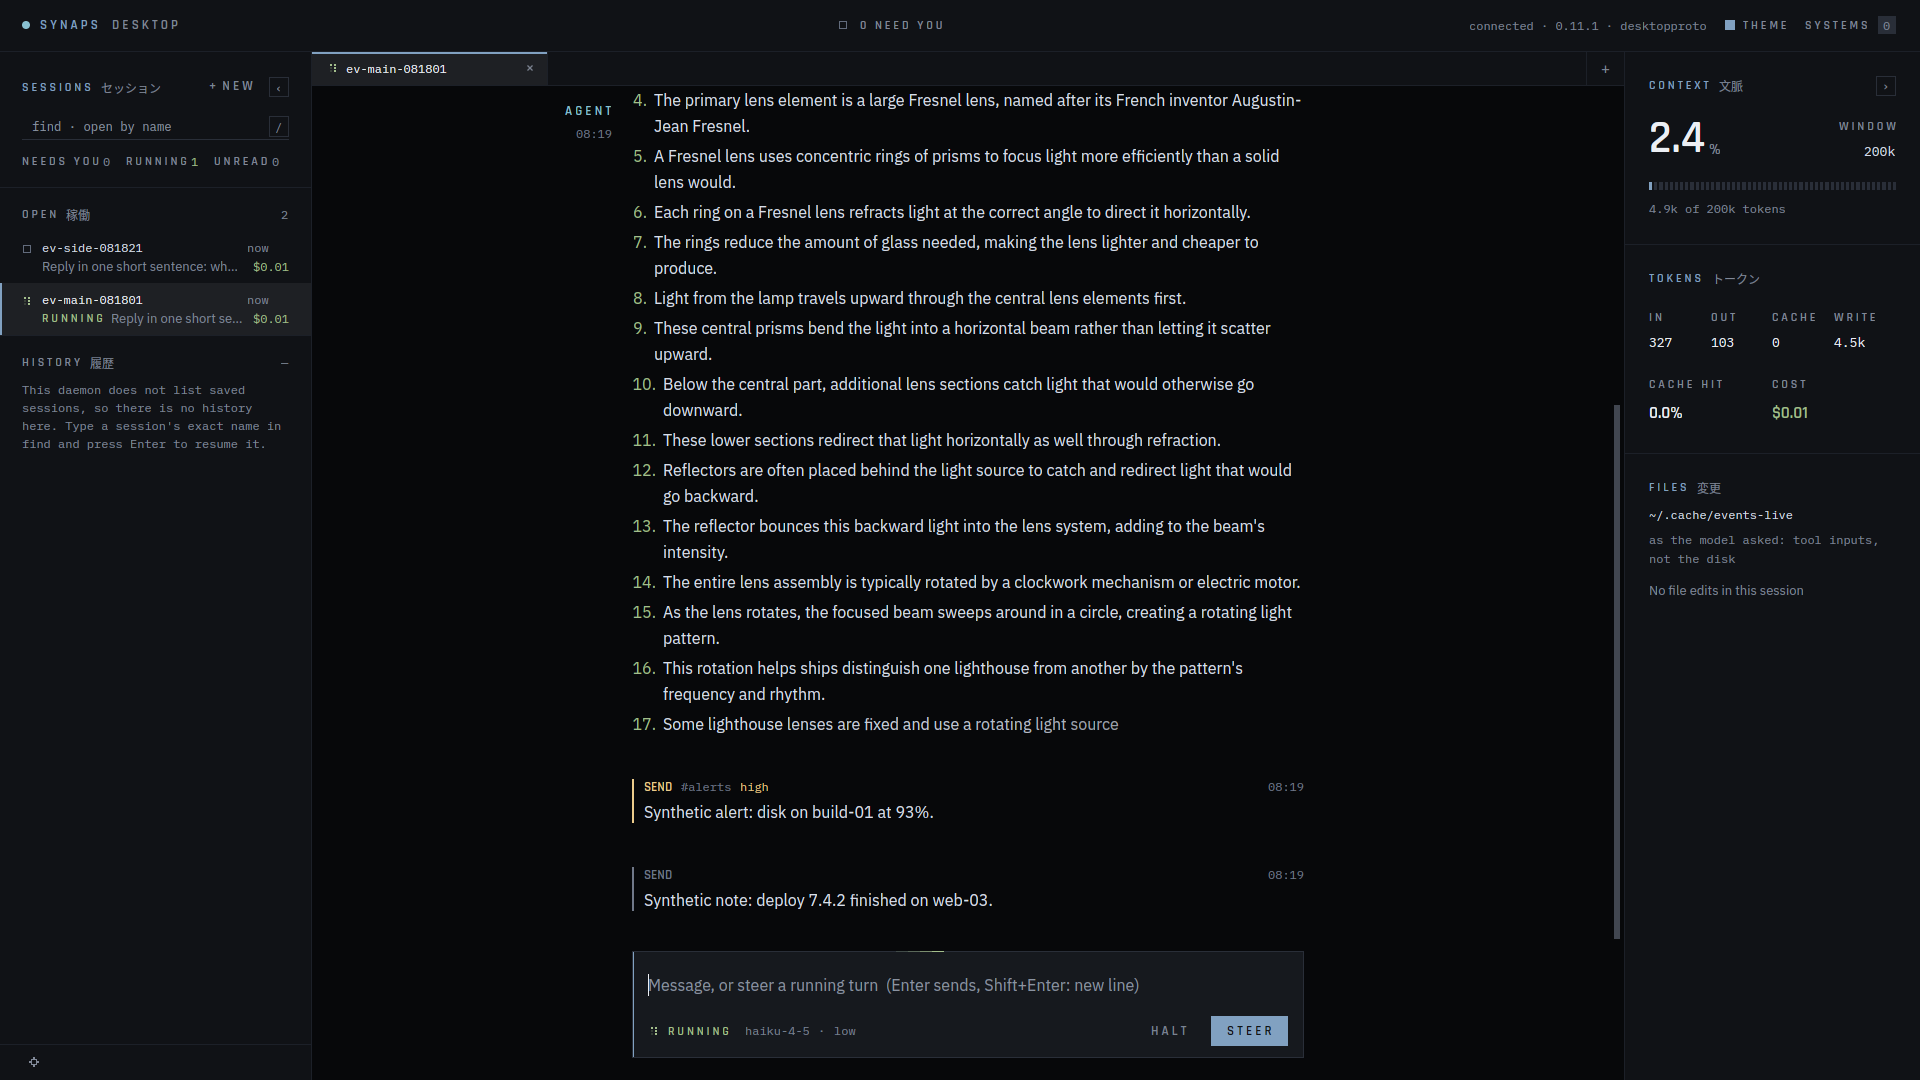 SYNAPS DESKTOP
0 NEED YOU
connected · 0.11.1 · desktopproto
THEME
SYSTEMS 0
SESSIONS セッション
+ NEW
‹
find · open by name
/
NEEDS YOU 0 RUNNING 1 UNREAD 0
OPEN 稼働 2
ev-side-081821 now
Reply in one short sentence: wh... $0.01
ev-main-081801 now
RUNNING Reply in one short se... $0.01
HISTORY 履歴 —
This daemon does not list saved
sessions, so there is no history
here. Type a session's exact name in
find and press Enter to resume it.
ev-main-081801 ×
+
AGENT
08:19
4. The primary lens element is a large Fresnel lens, named after its French inventor Augustin-
Jean Fresnel.
5. A Fresnel lens uses concentric rings of prisms to focus light more efficiently than a solid
lens would.
6. Each ring on a Fresnel lens refracts light at the correct angle to direct it horizontally.
7. The rings reduce the amount of glass needed, making the lens lighter and cheaper to
produce.
8. Light from the lamp travels upward through the central lens elements first.
9. These central prisms bend the light into a horizontal beam rather than letting it scatter
upward.
10. Below the central part, additional lens sections catch light that would otherwise go
downward.
11. These lower sections redirect that light horizontally as well through refraction.
12. Reflectors are often placed behind the light source to catch and redirect light that would
go backward.
13. The reflector bounces this backward light into the lens system, adding to the beam's
intensity.
14. The entire lens assembly is typically rotated by a clockwork mechanism or electric motor.
15. As the lens rotates, the focused beam sweeps around in a circle, creating a rotating light
pattern.
16. This rotation helps ships distinguish one lighthouse from another by the pattern's
frequency and rhythm.
17. Some lighthouse lenses are fixed and use a rotating light source
SEND #alerts high 08:19
Synthetic alert: disk on build-01 at 93%.
SEND 08:19
Synthetic note: deploy 7.4.2 finished on web-03.
Message, or steer a running turn (Enter sends, Shift+Enter: new line)
RUNNING haiku-4-5 · low
HALT
STEER
CONTEXT 文脈
›
2.4 %
WINDOW
200k
4.9k of 200k tokens
TOKENS トークン
IN OUT CACHE WRITE
327 103 0 4.5k
CACHE HIT COST
0.0% $0.01
FILES 変更
~/.cache/events-live
as the model asked: tool inputs,
not the disk
No file edits in this session